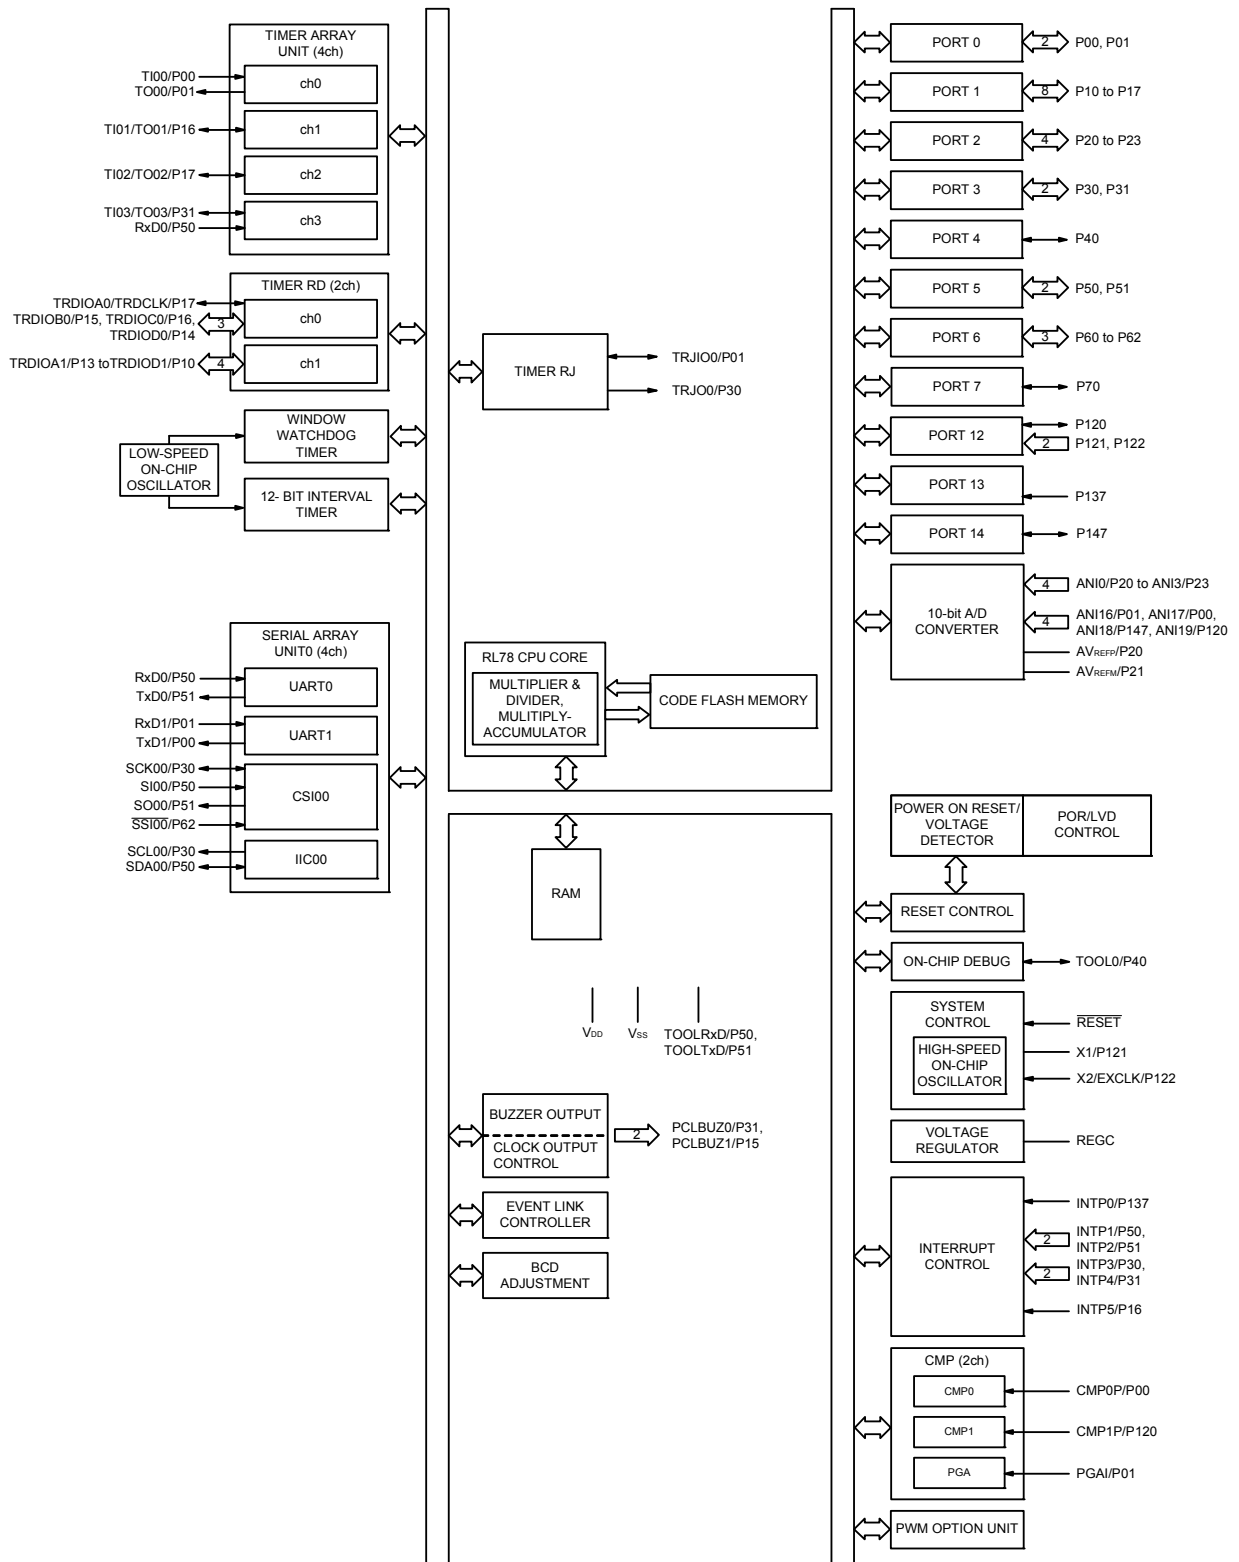 TIMER ARRAY
UNIT (4ch)
TI00/P00
TO00/P01
ch0
TI01/TO01/P16
ch1
TI02/TO02/P17
ch2
TI03/TO03/P31
RxD0/P50
ch3
TIMER RD (2ch)
TRDIOA0/TRDCLK/P17
TRDIOB0/P15, TRDIOC0/P16,
TRDIOD0/P14
3
ch0
TRDIOA1/P13 toTRDIOD1/P10
4
ch1
WINDOW
WATCHDOG
TIMER
LOW-SPEED
ON-CHIP
OSCILLATOR
12- BIT INTERVAL
TIMER
SERIAL ARRAY
UNIT0 (4ch)
RxD0/P50
TxD0/P51
UART0
RxD1/P01
TxD1/P00
UART1
SCK00/P30
SI00/P50
SO00/P51
SSI00/P62
CSI00
SCL00/P30
SDA00/P50
IIC00
TIMER RJ
TRJIO0/P01
TRJO0/P30
RL78 CPU CORE
MULTIPLIER &
DIVIDER,
MULITIPLY-
ACCUMULATOR
CODE FLASH MEMORY
RAM
VDD
VSS
TOOLRxD/P50,
TOOLTxD/P51
BUZZER OUTPUT
CLOCK OUTPUT
CONTROL
2
PCLBUZ0/P31,
PCLBUZ1/P15
EVENT LINK
CONTROLLER
BCD
ADJUSTMENT
PORT 0
2
P00, P01
PORT 1
8
P10 to P17
PORT 2
4
P20 to P23
PORT 3
2
P30, P31
PORT 4
P40
PORT 5
2
P50, P51
PORT 6
3
P60 to P62
PORT 7
P70
PORT 12
P120
2
P121, P122
PORT 13
P137
PORT 14
P147
10-bit A/D
CONVERTER
4
ANI0/P20 to ANI3/P23
4
ANI16/P01, ANI17/P00,
ANI18/P147, ANI19/P120
AVREFP/P20
AVREFM/P21
POWER ON RESET/
VOLTAGE
DETECTOR
POR/LVD
CONTROL
RESET CONTROL
ON-CHIP DEBUG
TOOL0/P40
SYSTEM
CONTROL
HIGH-SPEED
ON-CHIP
OSCILLATOR
RESET
X1/P121
X2/EXCLK/P122
VOLTAGE
REGULATOR
REGC
INTERRUPT
CONTROL
INTP0/P137
2
INTP1/P50,
INTP2/P51
2
INTP3/P30,
INTP4/P31
INTP5/P16
CMP (2ch)
CMP0
CMP0P/P00
CMP1
CMP1P/P120
PGA
PGAI/P01
PWM OPTION UNIT